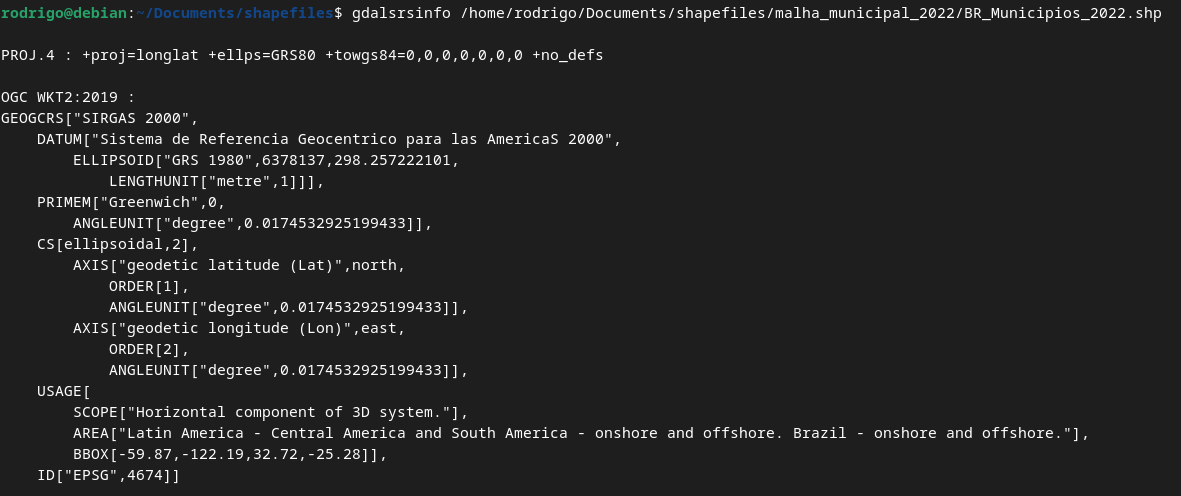 rodrigo@debian:~/Documents/shapefiles$ gdalsrsinfo /home/rodrigo/Documents/shapefiles/malha_municipal_2022/BR_Municipios_2022.shp

PROJ.4 : +proj=longlat +ellps=GRS80 +towgs84=0,0,0,0,0,0,0 +no_defs

OGC WKT2:2019 :
GEOGCRS["SIRGAS 2000",
    DATUM["Sistema de Referencia Geocentrico para las AmericaS 2000",
        ELLIPSOID["GRS 1980",6378137,298.257222101,
            LENGTHUNIT["metre",1]]],
    PRIMEM["Greenwich",0,
        ANGLEUNIT["degree",0.0174532925199433]],
    CS[ellipsoidal,2],
        AXIS["geodetic latitude (Lat)",north,
            ORDER[1],
            ANGLEUNIT["degree",0.0174532925199433]],
        AXIS["geodetic longitude (Lon)",east,
            ORDER[2],
            ANGLEUNIT["degree",0.0174532925199433]],
    USAGE[
        SCOPE["Horizontal component of 3D system."],
        AREA["Latin America - Central America and South America - onshore and offshore. Brazil - onshore and offshore."],
        BBOX[-59.87,-122.19,32.72,-25.28]],
    ID["EPSG",4674]]